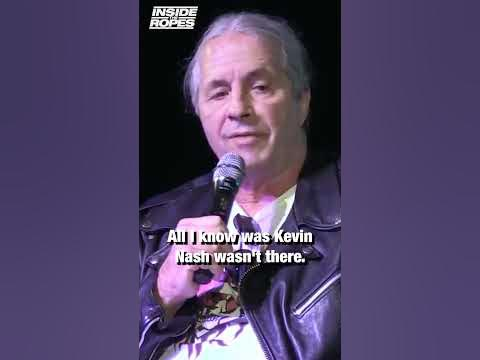 INSIDE
THE
ROPES
All I know was Kevin
Nash wasn't there.